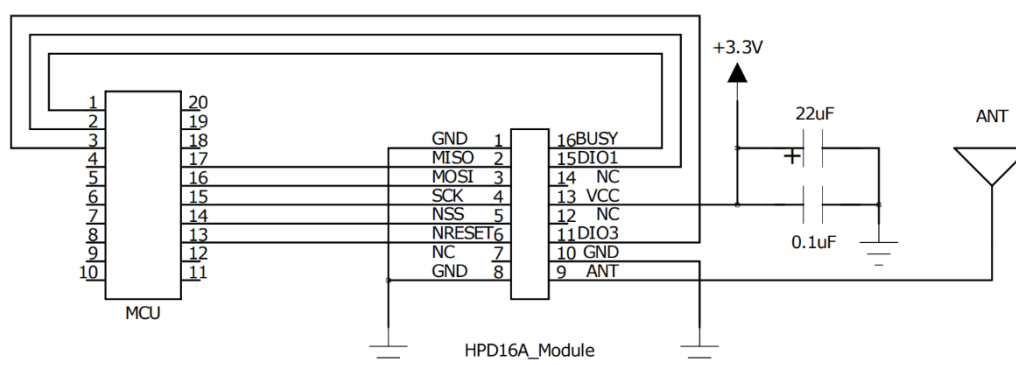 +3.3V
22uF
ANT
1 20
2 19
3 18
4 17
5 16
6 15
7 14
8 13
9 12
10 11
MCU
GND 1 16 BUSY
MISO 2 15 DIO1
MOSI 3 14 NC
SCK 4 13 VCC
NSS 5 12 NC
NRESET 6 11 DIO3
NC 7 10 GND
GND 8 9 ANT
+
0.1uF
HPD16A_Module